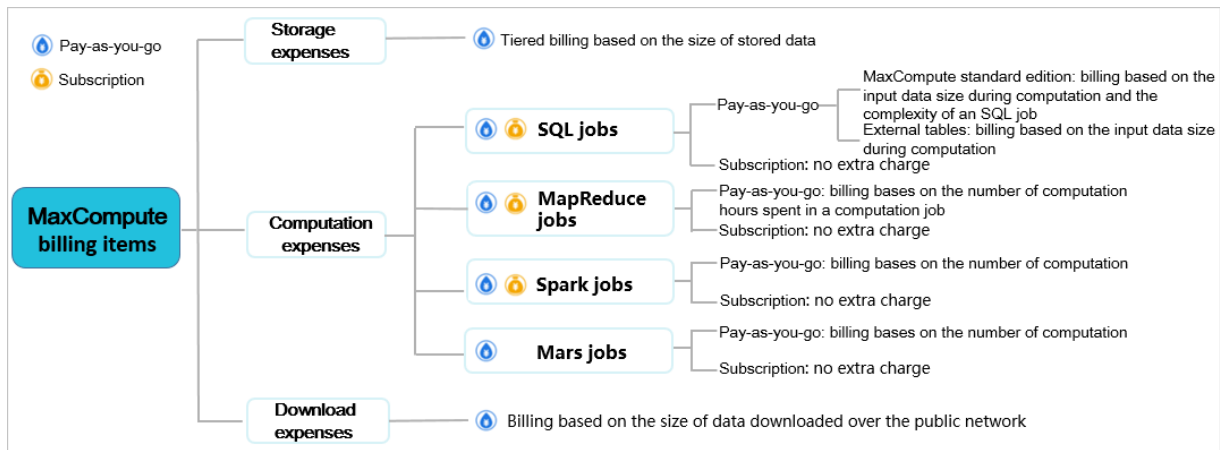 Pay-as-you-go
Subscription
MaxCompute
billing items
Storage
expenses
Tiered billing based on the size of stored data
Computation
expenses
SQL jobs
Pay-as-you-go
MaxCompute standard edition: billing based on the
input data size during computation and the
complexity of an SQL job
External tables: billing based on the input data size
during computation
Subscription: no extra charge
MapReduce
jobs
Pay-as-you-go: billing bases on the number of computation
hours spent in a computation job
Subscription: no extra charge
Spark jobs
Pay-as-you-go: billing bases on the number of computation
Subscription: no extra charge
Mars jobs
Pay-as-you-go: billing bases on the number of computation
Subscription: no extra charge
Download
expenses
Billing based on the size of data downloaded over the public network